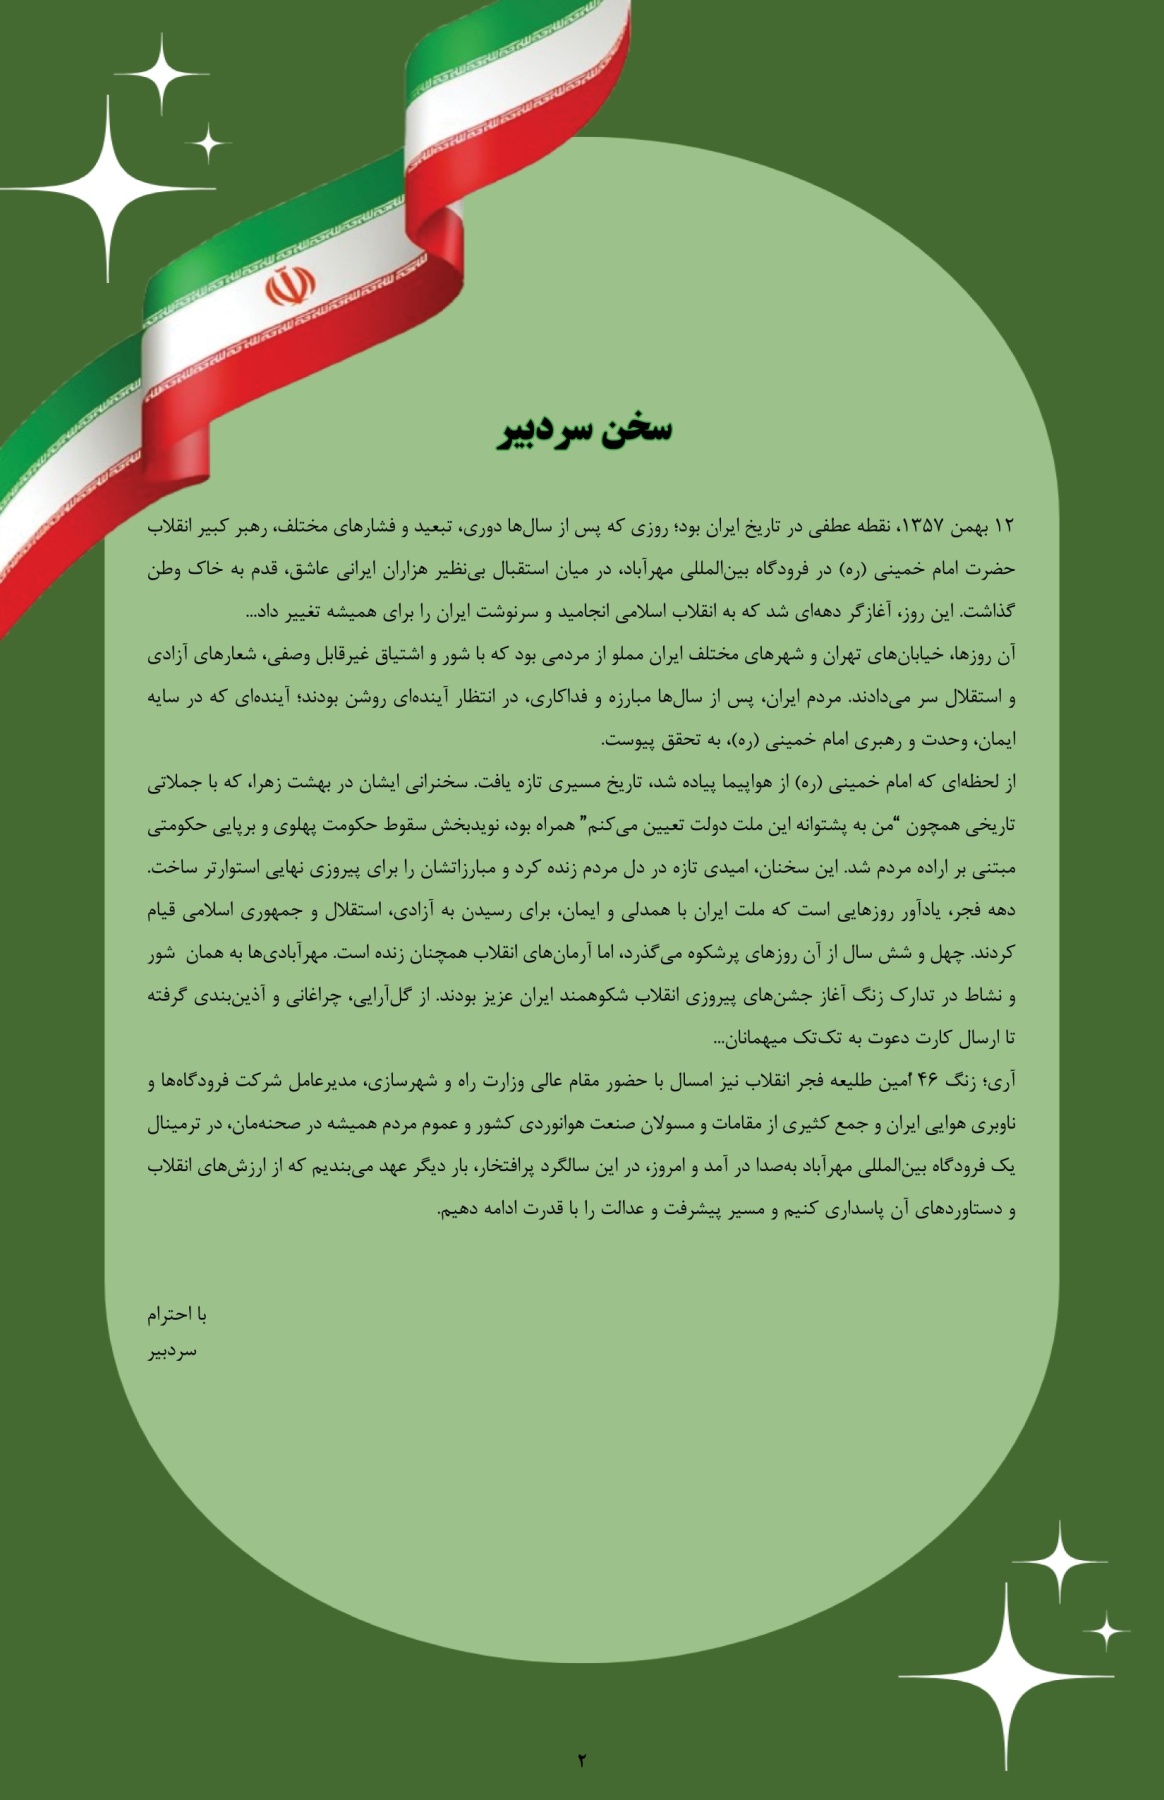 سخن سردبیر
۱۲ بهمن ۱۳۵۷، نقطه عطفی در تاریخ ایران بود؛ روزی که پس از سال‌ها دوری، تبعید و فشارهای مختلف، رهبر کبیر انقلاب
حضرت امام خمینی (ره) در فرودگاه بین‌المللی مهرآباد، در میان استقبال بی‌نظیر هزاران ایرانی عاشق، قدم به خاک وطن
گذاشت. این روز، آغازگر دهه‌ای شد که به انقلاب اسلامی انجامید و سرنوشت ایران را برای همیشه تغییر داد...
آن روزها، خیابان‌های تهران و شهرهای مختلف ایران مملو از مردمی بود که با شور و اشتیاق غیرقابل وصفی، شعارهای آزادی
و استقلال سر می‌دادند. مردم ایران، پس از سال‌ها مبارزه و فداکاری، در انتظار آینده‌ای روشن بودند؛ آینده‌ای که در سایه
ایمان، وحدت و رهبری امام خمینی (ره)، به تحقق پیوست.
از لحظه‌ای که امام خمینی (ره) از هواپیما پیاده شد، تاریخ مسیری تازه یافت. سخنرانی ایشان در بهشت زهرا، که با جملاتی
تاریخی همچون “من به پشتوانه این ملت دولت تعیین می‌کنم” همراه بود، نویدبخش سقوط حکومت پهلوی و برپایی حکومتی
مبتنی بر اراده مردم شد. این سخنان، امیدی تازه در دل مردم زنده کرد و مبارزاتشان را برای پیروزی نهایی استوارتر ساخت.
دهه فجر، یادآور روزهایی است که ملت ایران با همدلی و ایمان، برای رسیدن به آزادی، استقلال و جمهوری اسلامی قیام
کردند. چهل و شش سال از آن روزهای پرشکوه می‌گذرد، اما آرمان‌های انقلاب همچنان زنده است. مهرآبادی‌ها به همان شور
و نشاط در تدارک زنگ آغاز جشن‌های پیروزی انقلاب شکوهمند ایران عزیز بودند. از گل‌آرایی، چراغانی و آذین‌بندی گرفته
تا ارسال کارت دعوت به تک‌تک میهمانان...
آری؛ زنگ ۴۶ اُمین طلیعه فجر انقلاب نیز امسال با حضور مقام عالی وزارت راه و شهرسازی، مدیرعامل شرکت فرودگاه‌ها و
ناوبری هوایی ایران و جمع کثیری از مقامات و مسولان صنعت هوانوردی کشور و عموم مردم همیشه در صحنه‌مان، در ترمینال
یک فرودگاه بین‌المللی مهرآباد به‌صدا در آمد و امروز، در این سالگرد پرافتخار، بار دیگر عهد می‌بندیم که از ارزش‌های انقلاب
و دستاوردهای آن پاسداری کنیم و مسیر پیشرفت و عدالت را با قدرت ادامه دهیم.
با احترام
سردبیر
۲